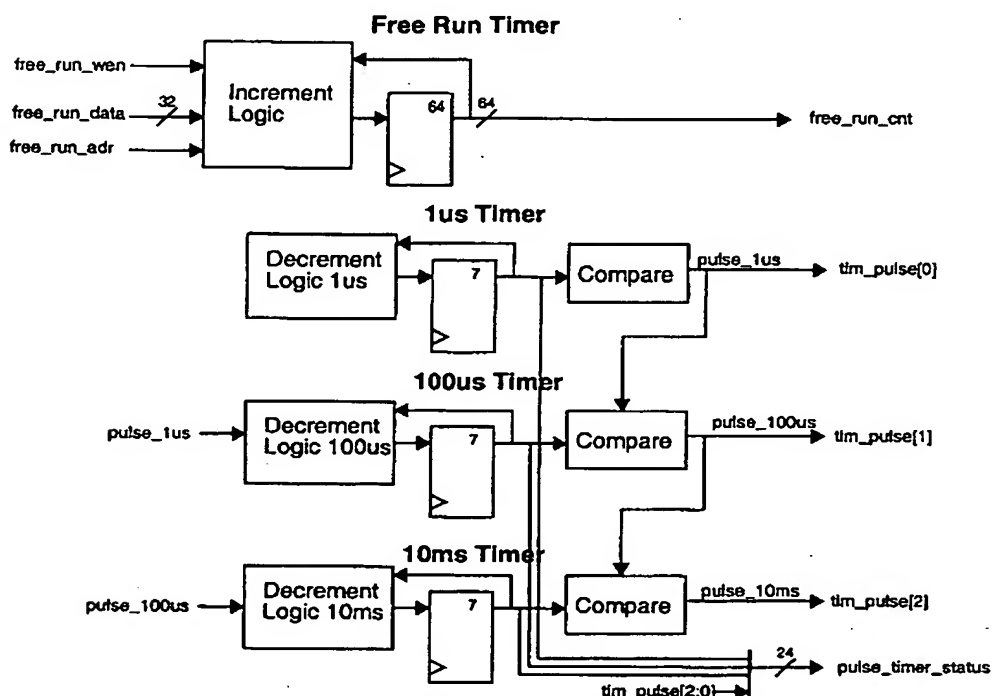 Free Run Timer
free_run_wen
free_run_data
32
free_run_adr
Increment
Logic
64
64
free_run_cnt
1us Timer
Decrement
Logic 1us
7
Compare
pulse_1us
tim_pulse[0]
100us Timer
pulse_1us
Decrement
Logic 100us
7
Compare
pulse_100us
tim_pulse[1]
10ms Timer
pulse_100us
Decrement
Logic 10ms
7
Compare
pulse_10ms
tim_pulse[2]
24
pulse_timer_status
tim_pulse[2:0]